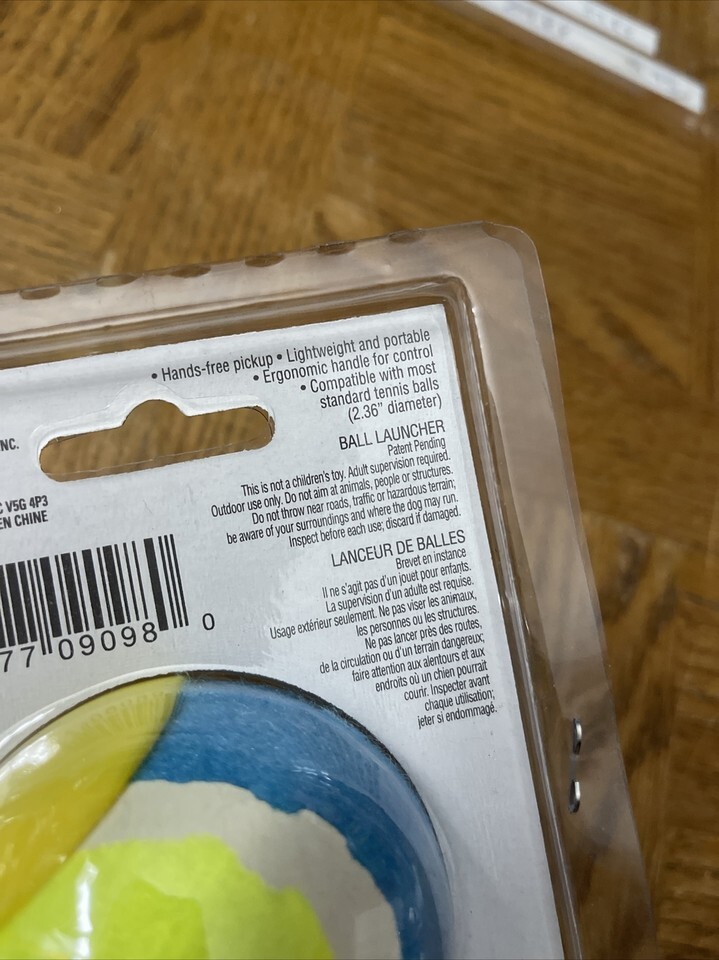 • Hands-free pickup • Lightweight and portable
• Ergonomic handle for control
• Compatible with most
standard tennis balls
(2.36" diameter)
BALL LAUNCHER
Patent Pending
This is not a children's toy. Adult supervision required.
Outdoor use only. Do not aim at animals, people or structures.
Do not throw near roads, traffic or hazardous terrain;
be aware of your surroundings and where the dog may run.
Inspect before each use; discard if damaged.
LANCEUR DE BALLES
Brevet en instance
Il ne s'agit pas d'un jouet pour enfants.
La supervision d'un adulte est requise.
Usage extérieur seulement. Ne pas viser les animaux,
les personnes ou les structures.
Ne pas lancer près des routes,
de la circulation ou d'un terrain dangereux;
faire attention aux alentours et aux
endroits où un chien pourrait
courir. Inspecter avant
chaque utilisation;
jeter si endommagé.
NC.
C V5G 4P3
EN CHINE
77 09098 0